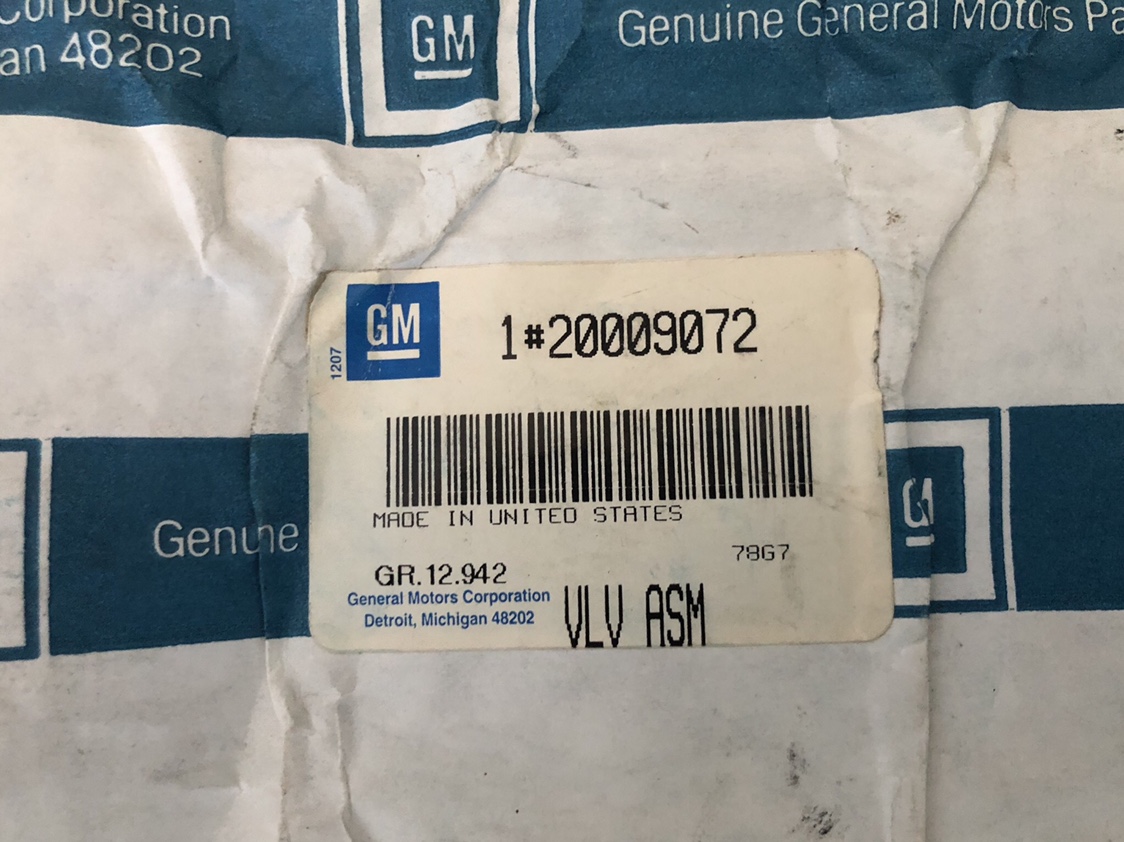 Corporation
an 48202
GM
Genuine General Motors Pa
GM
1207
1#20009072
MADE IN UNITED STATES
78G7
GR.12.942
General Motors Corporation
Detroit, Michigan 48202
VLV ASM
Genuine
GM